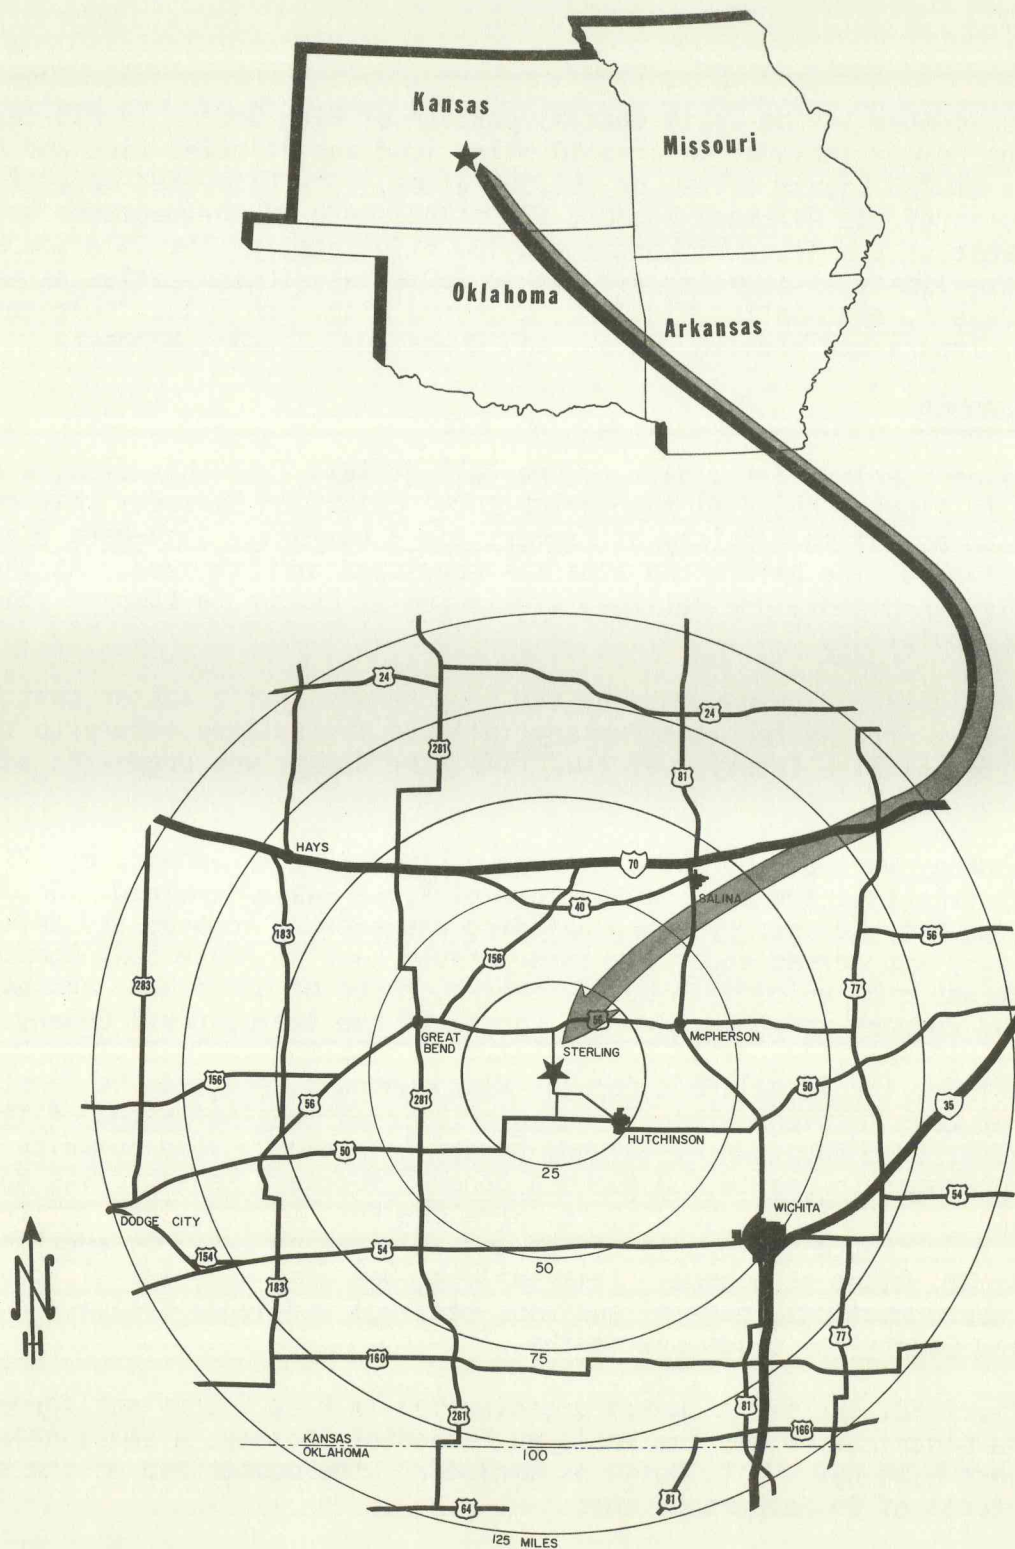 Kansas
Missouri
Oklahoma
Arkansas
24
24
281
81
HAYS
70
SALINA
40
183
56
156
283
77
GREAT
BEND
56
McPHERSON
STERLING
156
50
56
281
35
HUTCHINSON
50
25
54
WICHITA
DODGE CITY
154
54
50
183
N
77
160
75
81
281
166
KANSAS
OKLAHOMA
100
81
64
125 MILES